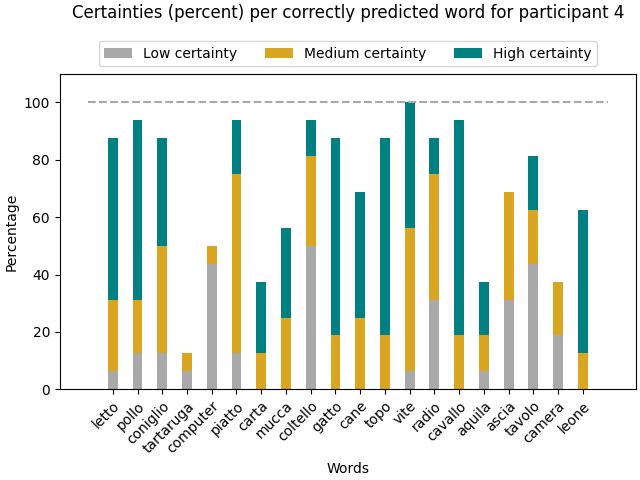 Certainties (percent) per correctly predicted word for participant 4
Low certainty Medium certainty High certainty
100
80
60
40
20
0
Percentage
letto pollo coniglio tartaruga computer piatto carta mucca coltello gatto cane topo vite radio cavallo aquila ascia tavolo camera leone
Words